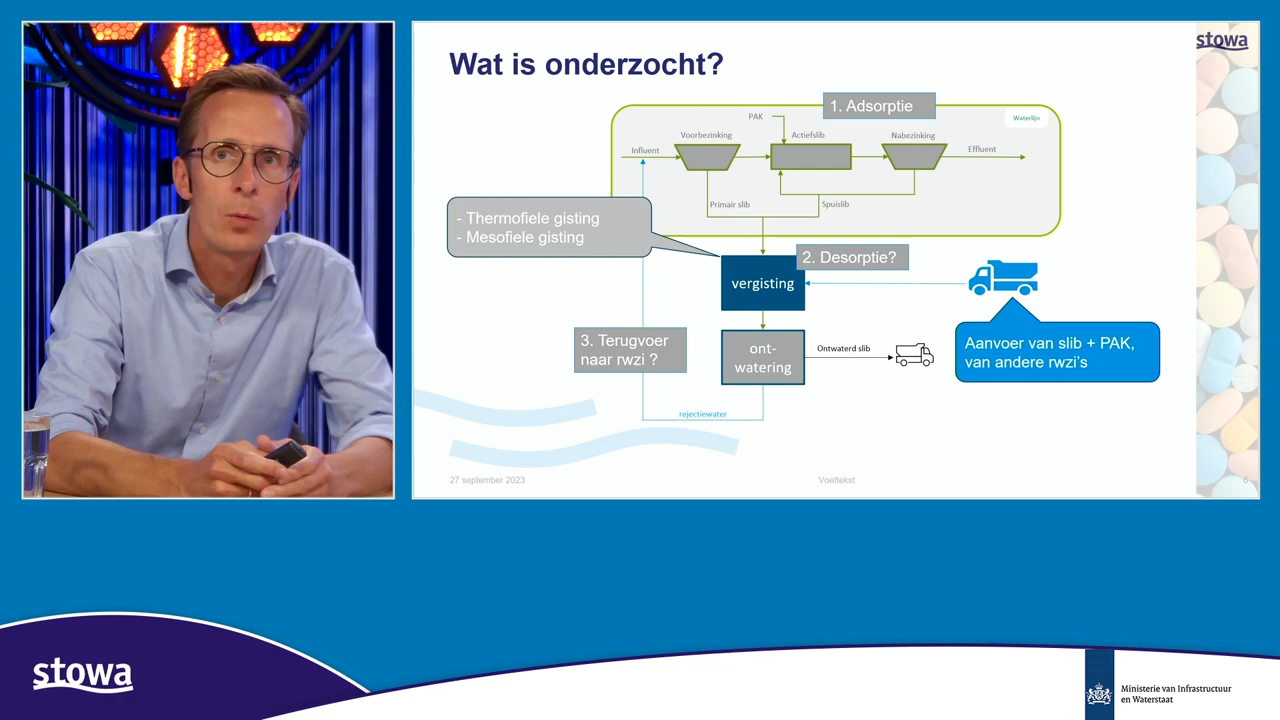 stowa
Wat is onderzocht?
1. Adsorptie
PAK
Waterlijn
Voorbezinking
Actiefslib
Nabezinking
Influent
Effluent
Primair slib
Spuislib
- Thermofiele gisting
- Mesofiele gisting
2. Desorptie?
vergisting
3. Terugvoer
naar rwzi ?
ont-
watering
Ontwaterd slib
Aanvoer van slib + PAK,
van andere rwzi's
rejectiewater
27 september 2023
Voettekst
6
stowa
Ministerie van Infrastructuur
en Waterstaat